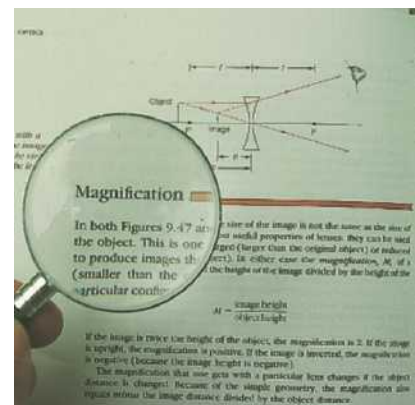 OPTICS
Object
Image
F
F
with a
Magnification
In both Figures 9.47 an e size of the image is not the same as the size of
the object. This is one ost useful properties of lenses: they can be used
to produce images th arged (larger than the original object) or reduced
(smaller than the ject). In either case the magnification, M, of a
particular config the height of the image divided by the height of the
M = image height
object height
If the image is twice the height of the object, the magnification is 2. If the image
is upright, the magnification is positive. If the image is inverted, the magnification
is negative (because the image height is negative).
The magnification that one gets with a particular lens changes if the object
distance is changed. Because of the simple geometry, the magnification also
equals minus the image distance divided by the object distance.